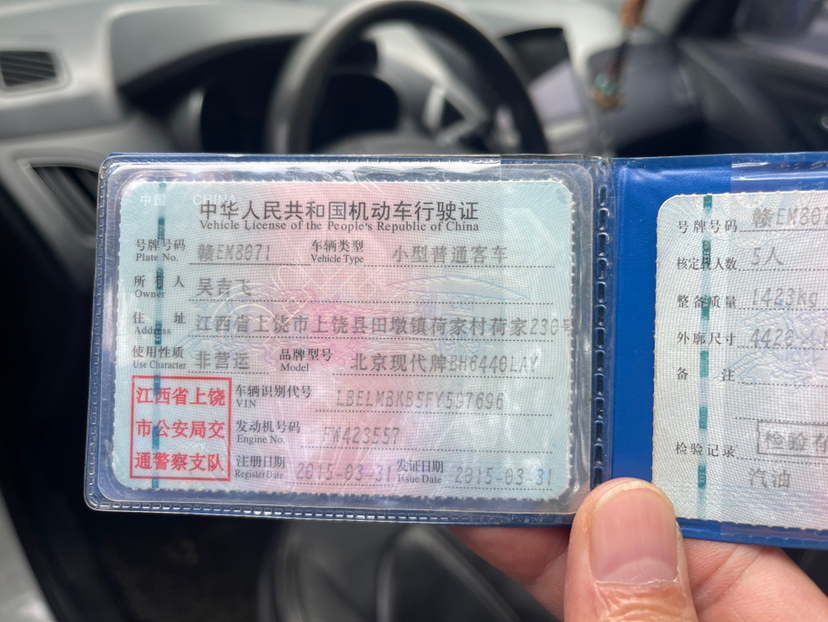 中国 CHINA
中华人民共和国机动车行驶证
Vehicle License of the People's Republic of China
号牌号码 赣EM8071 车辆类型 小型普通客车
Plate No. Vehicle Type
所有人 吴吉飞
Owner
住 址 江西省上饶市上饶县田墩镇荷家村荷家230号
Address
使用性质 非营运 品牌型号 北京现代牌BH6440LAY
Use Character Model
江西省上饶
市公安局交
通警察支队
车辆识别代号 LBELMBKB5FY597696
VIN
发动机号码 FW423557
Engine No.
注册日期 2015-03-31 发证日期 2015-03-31
Register Date Issue Date
号牌号码 赣EM807
核定载人数 5人
整备质量 1423kg
外廓尺寸 4420
备 注
检验记录 检验有
汽油